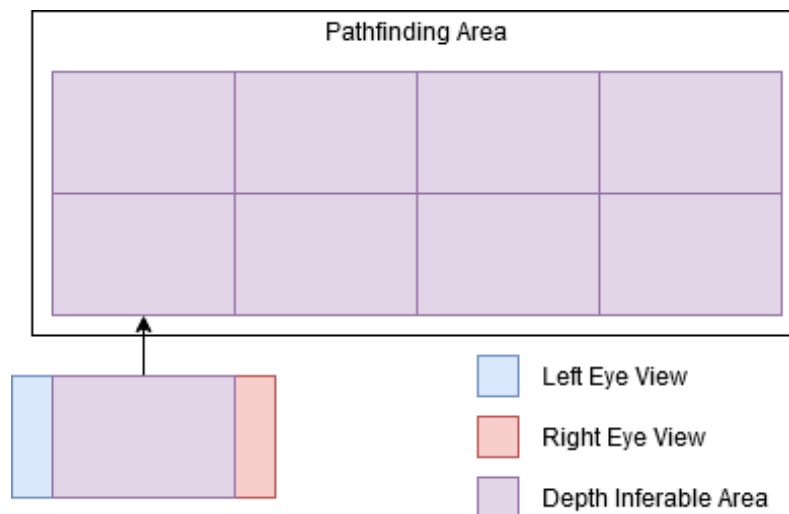 Pathfinding Area
Left Eye View
Right Eye View
Depth Inferable Area